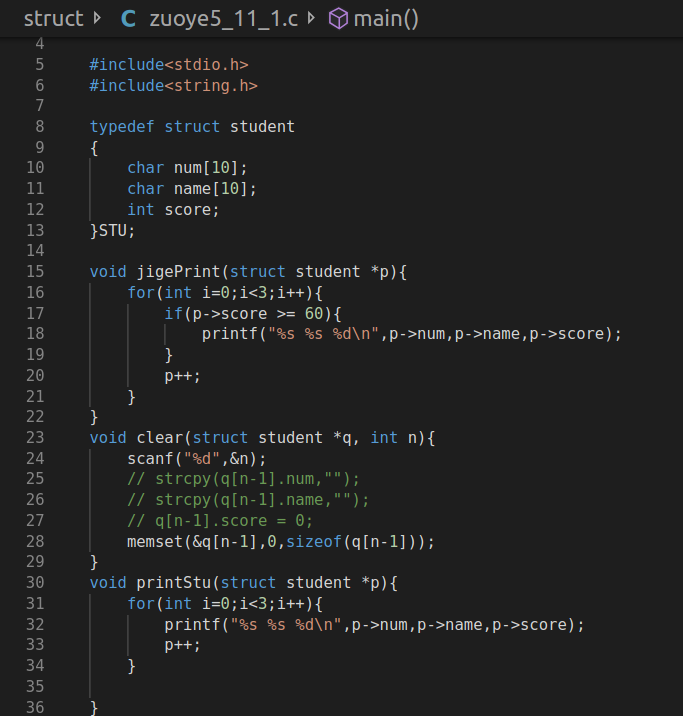 struct zuoye5_11_1.c main()
4
5 #include<stdio.h>
6 #include<string.h>
7
8 typedef struct student
9 {
10     char num[10];
11     char name[10];
12     int score;
13 }STU;
14
15 void jigePrint(struct student *p){
16     for(int i=0;i<3;i++){
17         if(p->score >= 60){
18             printf("%s %s %d\n",p->num,p->name,p->score);
19         }
20         p++;
21     }
22 }
23 void clear(struct student *q, int n){
24     scanf("%d",&n);
25     // strcpy(q[n-1].num,"");
26     // strcpy(q[n-1].name,"");
27     // q[n-1].score = 0;
28     memset(&q[n-1],0,sizeof(q[n-1]));
29 }
30 void printStu(struct student *p){
31     for(int i=0;i<3;i++){
32         printf("%s %s %d\n",p->num,p->name,p->score);
33         p++;
34     }
35
36 }